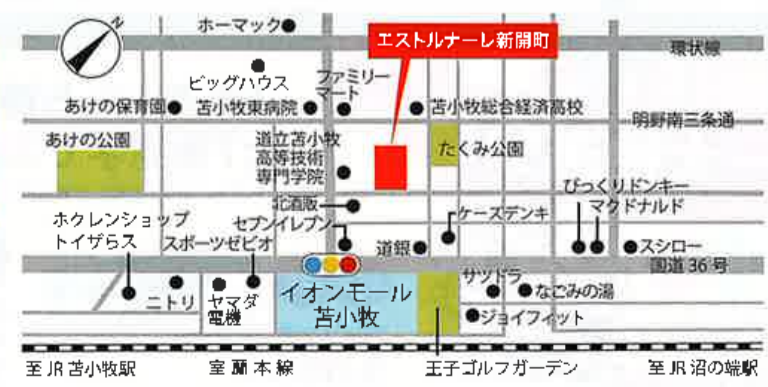 N
ホーマック
エストルナーレ新開町
環状線
ビッグハウス
ファミリー
マート
あけの保育園
苫小牧東病院
苫小牧総合経済高校
明野南三条通
あけの公園
道立苫小牧
高等技術
専門学院
たくみ公園
びっくりドンキー
マクドナルド
北酒販
ホクレンショップ
トイザらス
セブンイレブン
ケーズデンキ
スポーツゼビオ
道銀
スシロー
国道36号
サツドラ
ニトリ
ヤマダ
電機
イオンモール
苫小牧
なごみの湯
ジョイフィット
至JR苫小牧駅
室蘭本線
王子ゴルフガーデン
至JR沼の端駅